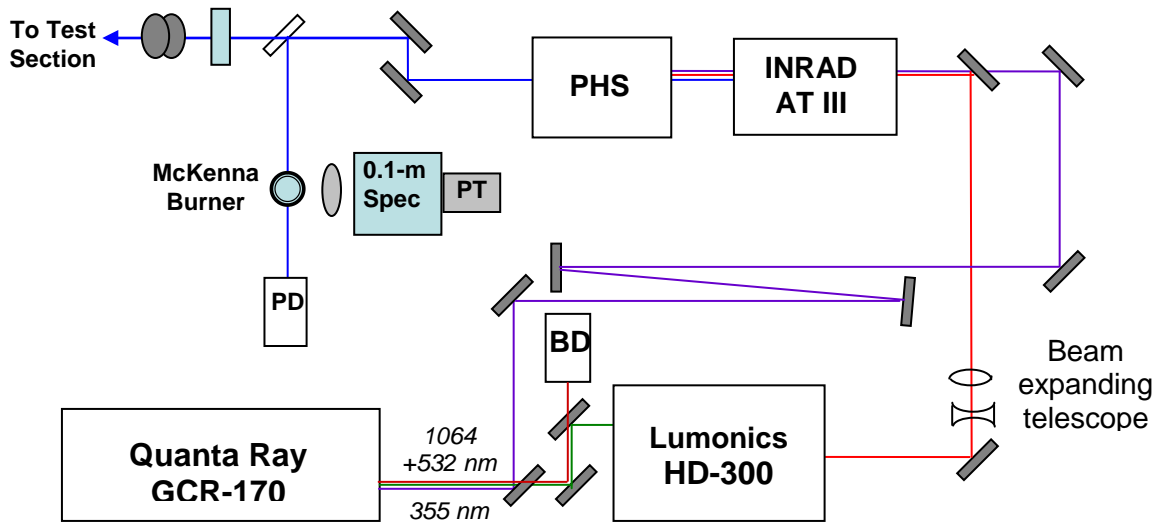 To Test
Section
PHS
INRAD
AT III
McKenna
Burner
0.1-m
Spec
PT
PD
BD
Beam
expanding
telescope
Quanta Ray
GCR-170
1064
+532 nm
355 nm
Lumonics
HD-300